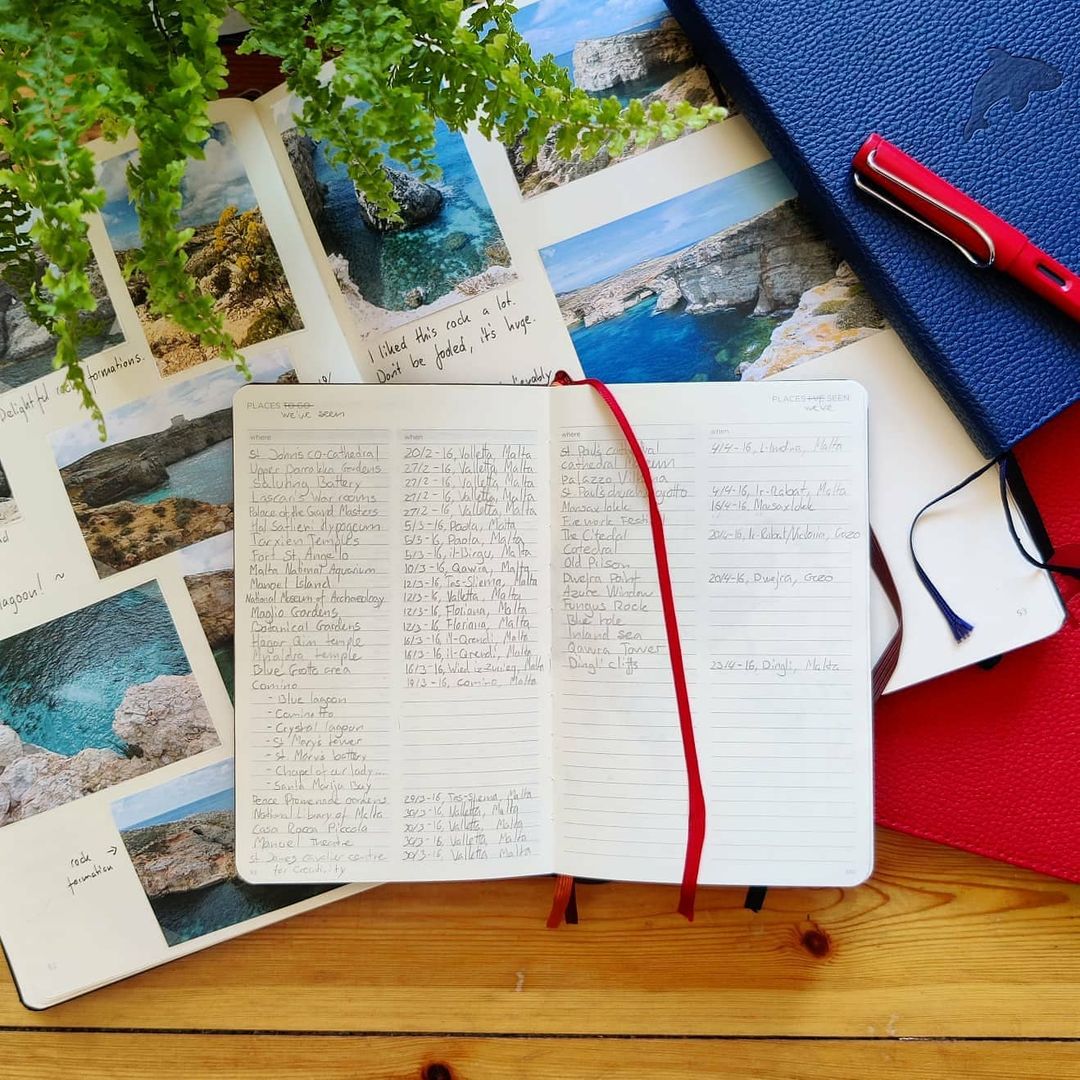 I liked this rock a lot.
Don't be fooled, it's huge.
Delightful rock formations.
lagoon! ~
rock
formation
PLACES TO GO
we've seen
where when
St Johns co-cathedral 20/2-16, Valletta, Malta
Upper Barrakka Gardens 27/2-16, Valletta, Malta
Saluting Battery 27/2-16, Valletta, Malta
Lascaris War rooms 27/2-16, Valletta, Malta
Palace of the Grand Masters 27/2-16, Valletta, Malta
Hal Saflieni hypogeum 5/3-16, Paola, Malta
Tarxien Temples 5/3-16, Paola, Malta
Fort St. Angelo 5/3-16, il-Birgu, Malta
Malta National Aquarium 10/3-16, Qawra, Malta
Manoel Island 12/3-16, Tas-Sliema, Malta
National Museum of Archaeology 12/3-16, Valletta, Malta
Maglio Gardens 12/3-16, Floriana, Malta
Botanical Gardens 12/3-16, Floriana, Malta
Hagar Qim temple 16/3-16, Il-Qrendi, Malta
Mnajdra temple 16/3-16, Il-Qrendi, Malta
Blue Grotto area 16/3-16, Wied iz-Zurrieq, Malta
Comino 19/3-16, Comino, Malta
- Blue lagoon
- Cominotto
- Crystal lagoon
- St Marys tower
- St. Marys battery
- Chapel of our lady...
- Santa Marija Bay
Peace Promenade gardens 29/3-16, Tas-Sliema, Malta
National Library of Malta 30/3-16, Valletta, Malta
Casa Rocca Piccola 30/3-16, Valletta, Malta
Manoel Theatre 30/3-16, Valletta, Malta
St James cavalier centre 30/3-16, Valletta, Malta
for Creativity
PLACES I'VE SEEN
we've
where when
St Pauls cathedral 4/4-16, L-Imdina, Malta
cathedral Museum
Palazzo
St Pauls church grotto 9/4-16, Ir-Rabat, Malta
Marsaxlokk 16/4-16, Marsaxlokk
Firework Festival
The Citadel 20/4-16, Ir-Rabat/Victoria, Gozo
Catedral
Old Prison
Dwejra Point 20/4-16, Dwejra, Gozo
Azure Window
Fungus Rock
Blue hole
Inland sea
Qawra Tower
Dingli cliffs 23/4-16, Dingli, Malta
53